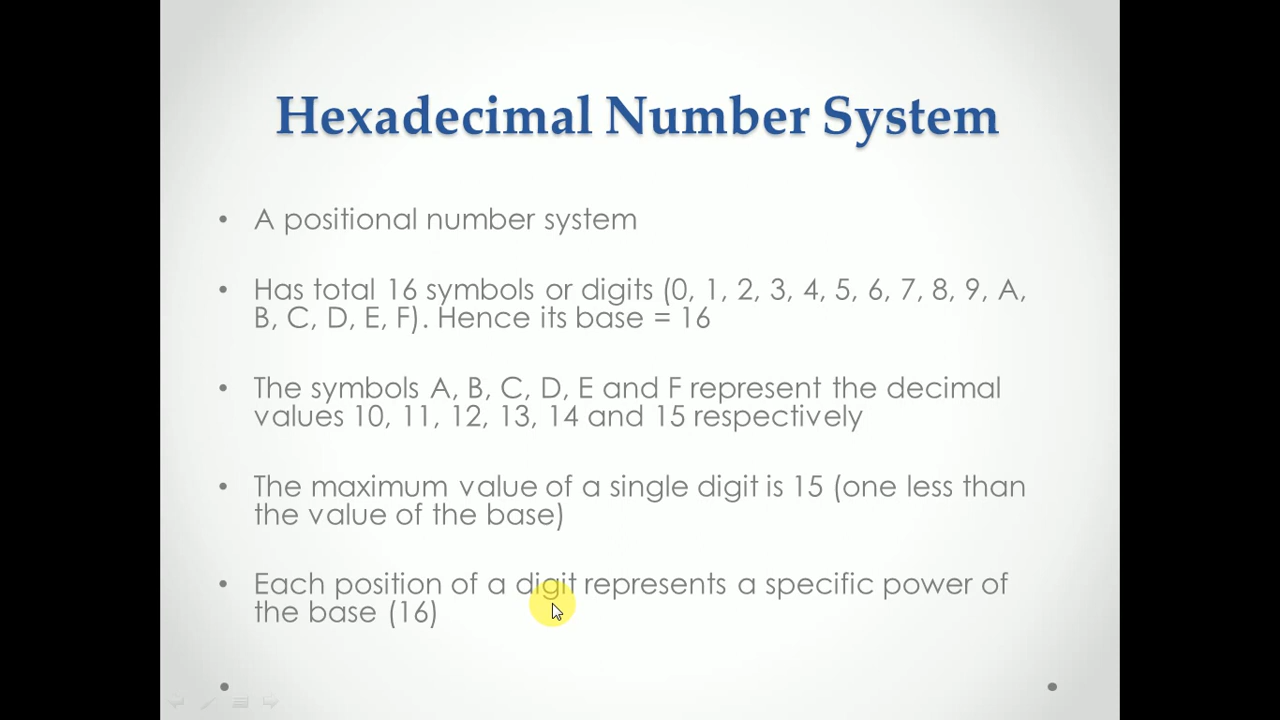 Hexadecimal Number System
• A positional number system
• Has total 16 symbols or digits (0, 1, 2, 3, 4, 5, 6, 7, 8, 9, A,
B, C, D, E, F). Hence its base = 16
• The symbols A, B, C, D, E and F represent the decimal
values 10, 11, 12, 13, 14 and 15 respectively
• The maximum value of a single digit is 15 (one less than
the value of the base)
• Each position of a digit represents a specific power of
the base (16)